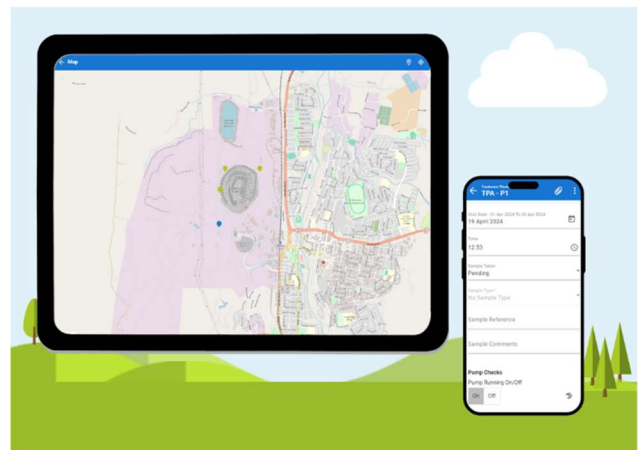 Map
Treatment Plant
TPA - P1
Visit Date: 01 Apr 2024 To 30 Apr 2024
19 April 2024
Time
12:53
Sample Taken
Pending
Sample Type*
No Sample Type
Sample Reference
Sample Comments
Pump Checks
Pump Running On/Off
On Off